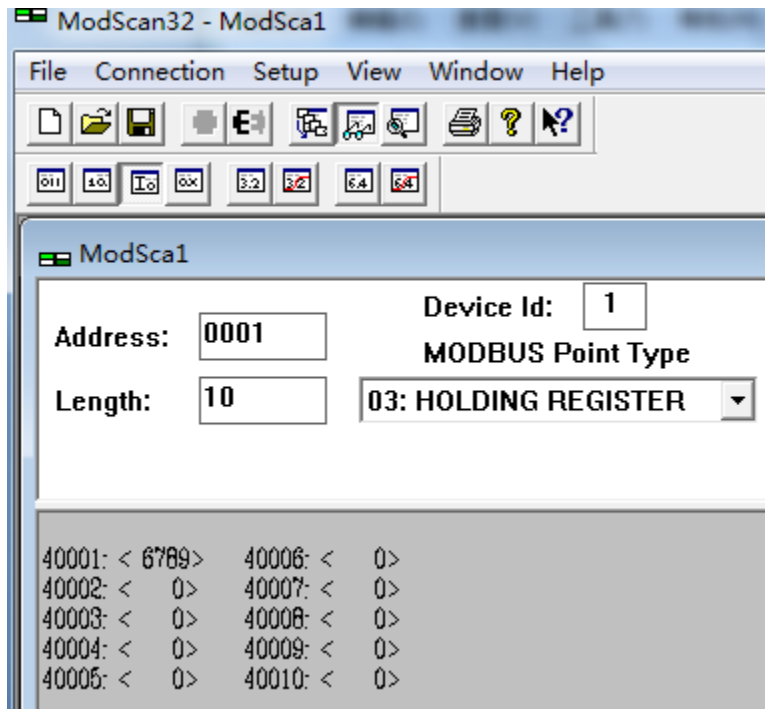 ModScan32 - ModSca1
File Connection Setup View Window Help
ModSca1
Address: 0001
Device Id: 1
MODBUS Point Type
Length: 10
03: HOLDING REGISTER
40001: < 6789> 40006: < 0>
40002: < 0> 40007: < 0>
40003: < 0> 40008: < 0>
40004: < 0> 40009: < 0>
40005: < 0> 40010: < 0>